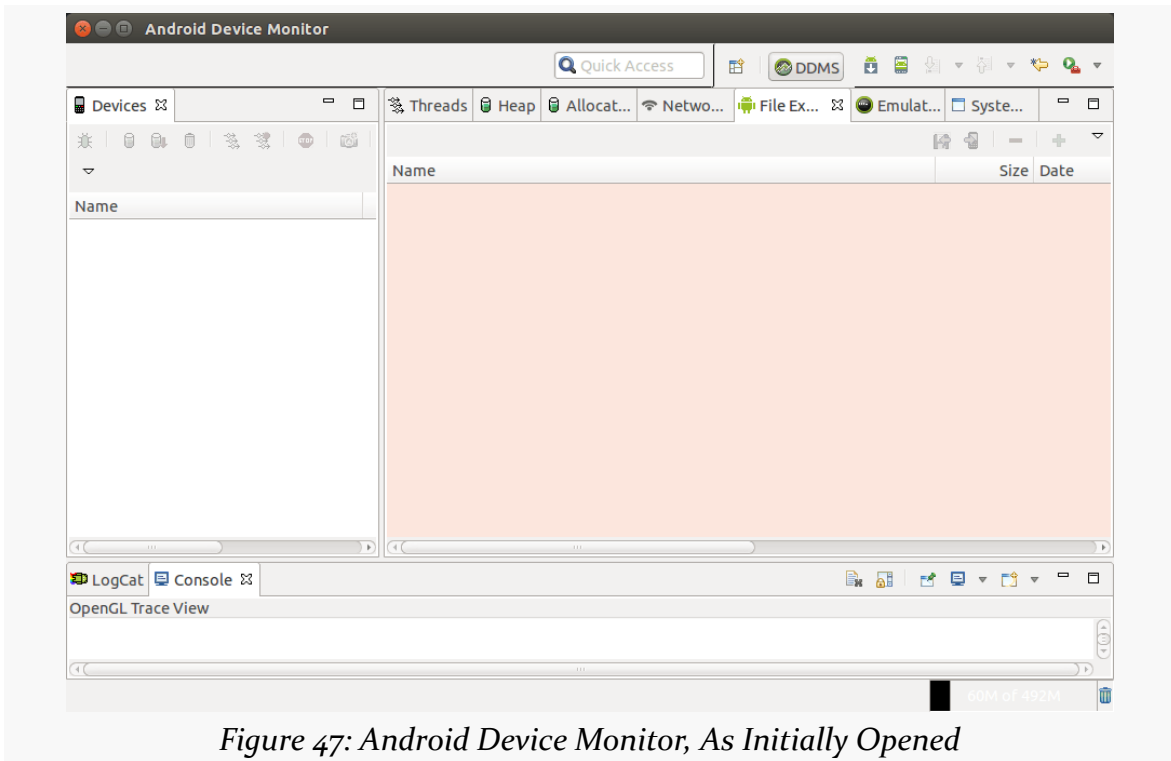 Android Device Monitor
Quick Access
DDMS
Devices
Threads Heap Allocat... Netwo... File Ex... Emulat... Syste...
Name Size Date
Name
LogCat Console
OpenGL Trace View
60M of 492M
Figure 47: Android Device Monitor, As Initially Opened